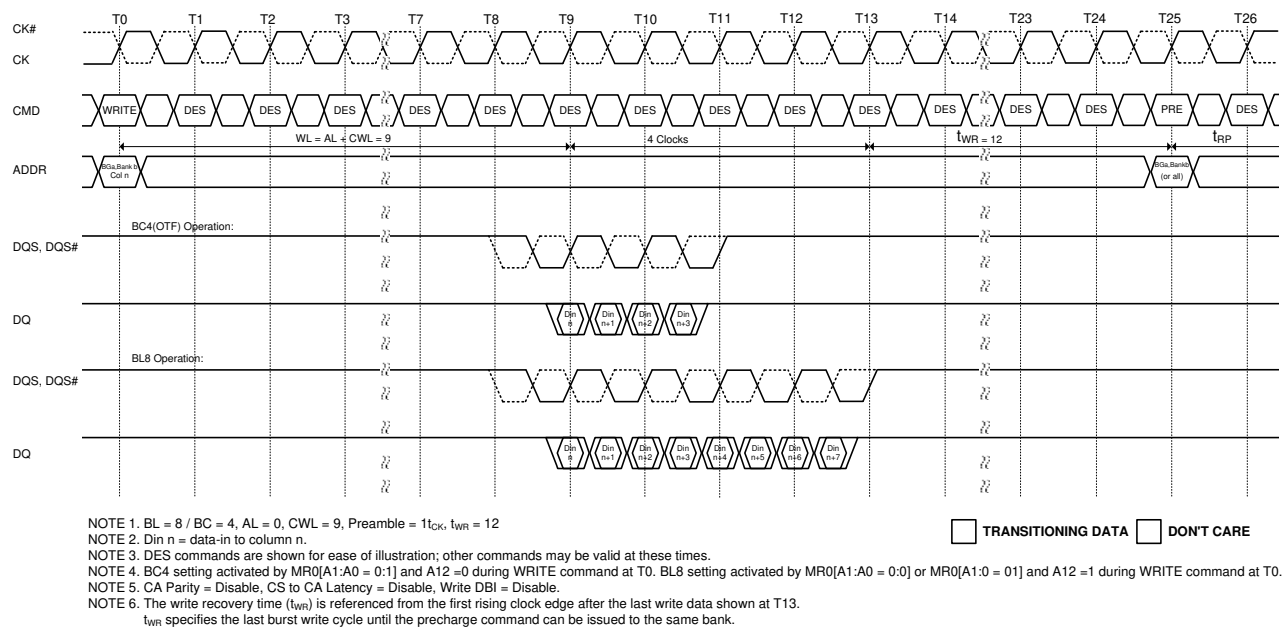 T0 T1 T2 T3 T7 T8 T9 T10 T11 T12 T13 T14 T23 T24 T25 T26
CK#
CK
CMD WRITE DES DES DES DES DES DES DES DES DES DES DES DES DES PRE DES
WL = AL + CWL = 9 4 Clocks tWR = 12 tRP
ADDR
BGa,Bank b
Col n
BGa,Bankb
(or all)
BC4(OTF) Operation:
DQS, DQS#
DQ
Din n Din n+1 Din n+2 Din n+3
BL8 Operation:
DQS, DQS#
DQ
Din n Din n+1 Din n+2 Din n+3 Din n+4 Din n+5 Din n+6 Din n+7
NOTE 1. BL = 8 / BC = 4, AL = 0, CWL = 9, Preamble = 1tCK, tWR = 12
NOTE 2. Din n = data-in to column n.
NOTE 3. DES commands are shown for ease of illustration; other commands may be valid at these times.
NOTE 4. BC4 setting activated by MR0[A1:A0 = 0:1] and A12 =0 during WRITE command at T0. BL8 setting activated by MR0[A1:A0 = 0:0] or MR0[A1:0 = 01] and A12 =1 during WRITE command at T0.
NOTE 5. CA Parity = Disable, CS to CA Latency = Disable, Write DBI = Disable.
NOTE 6. The write recovery time (tWR) is referenced from the first rising clock edge after the last write data shown at T13.
tWR specifies the last burst write cycle until the precharge command can be issued to the same bank.
TRANSITIONING DATA DON'T CARE